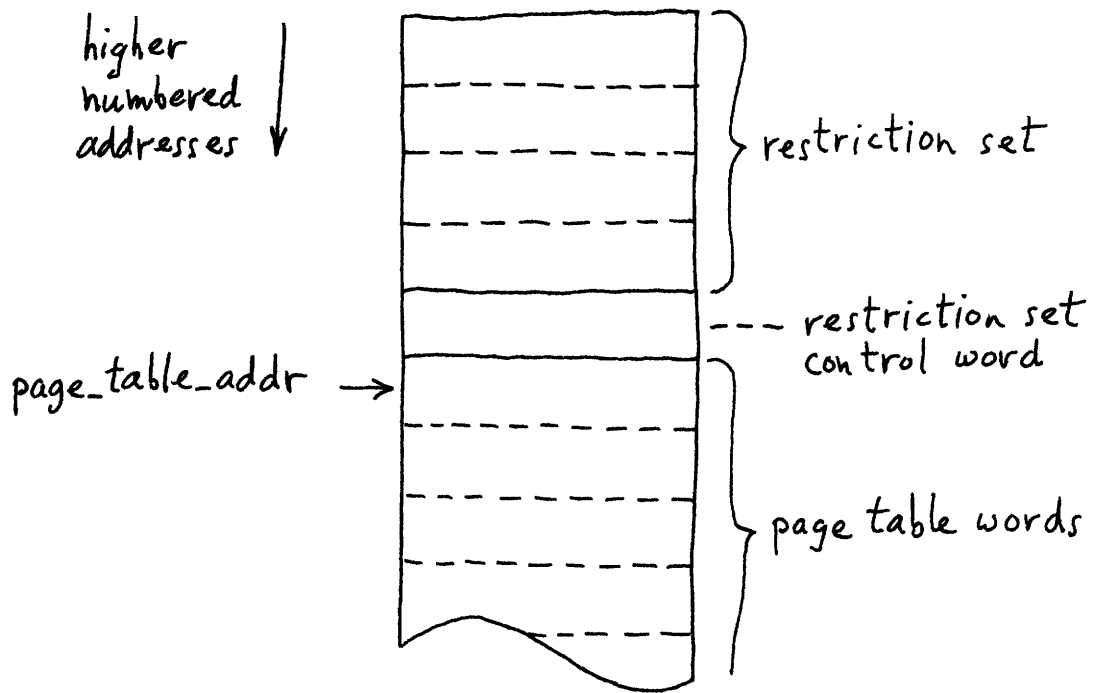 higher
numbered
addresses
restriction set
restriction set
control word
page_table_addr
page table words